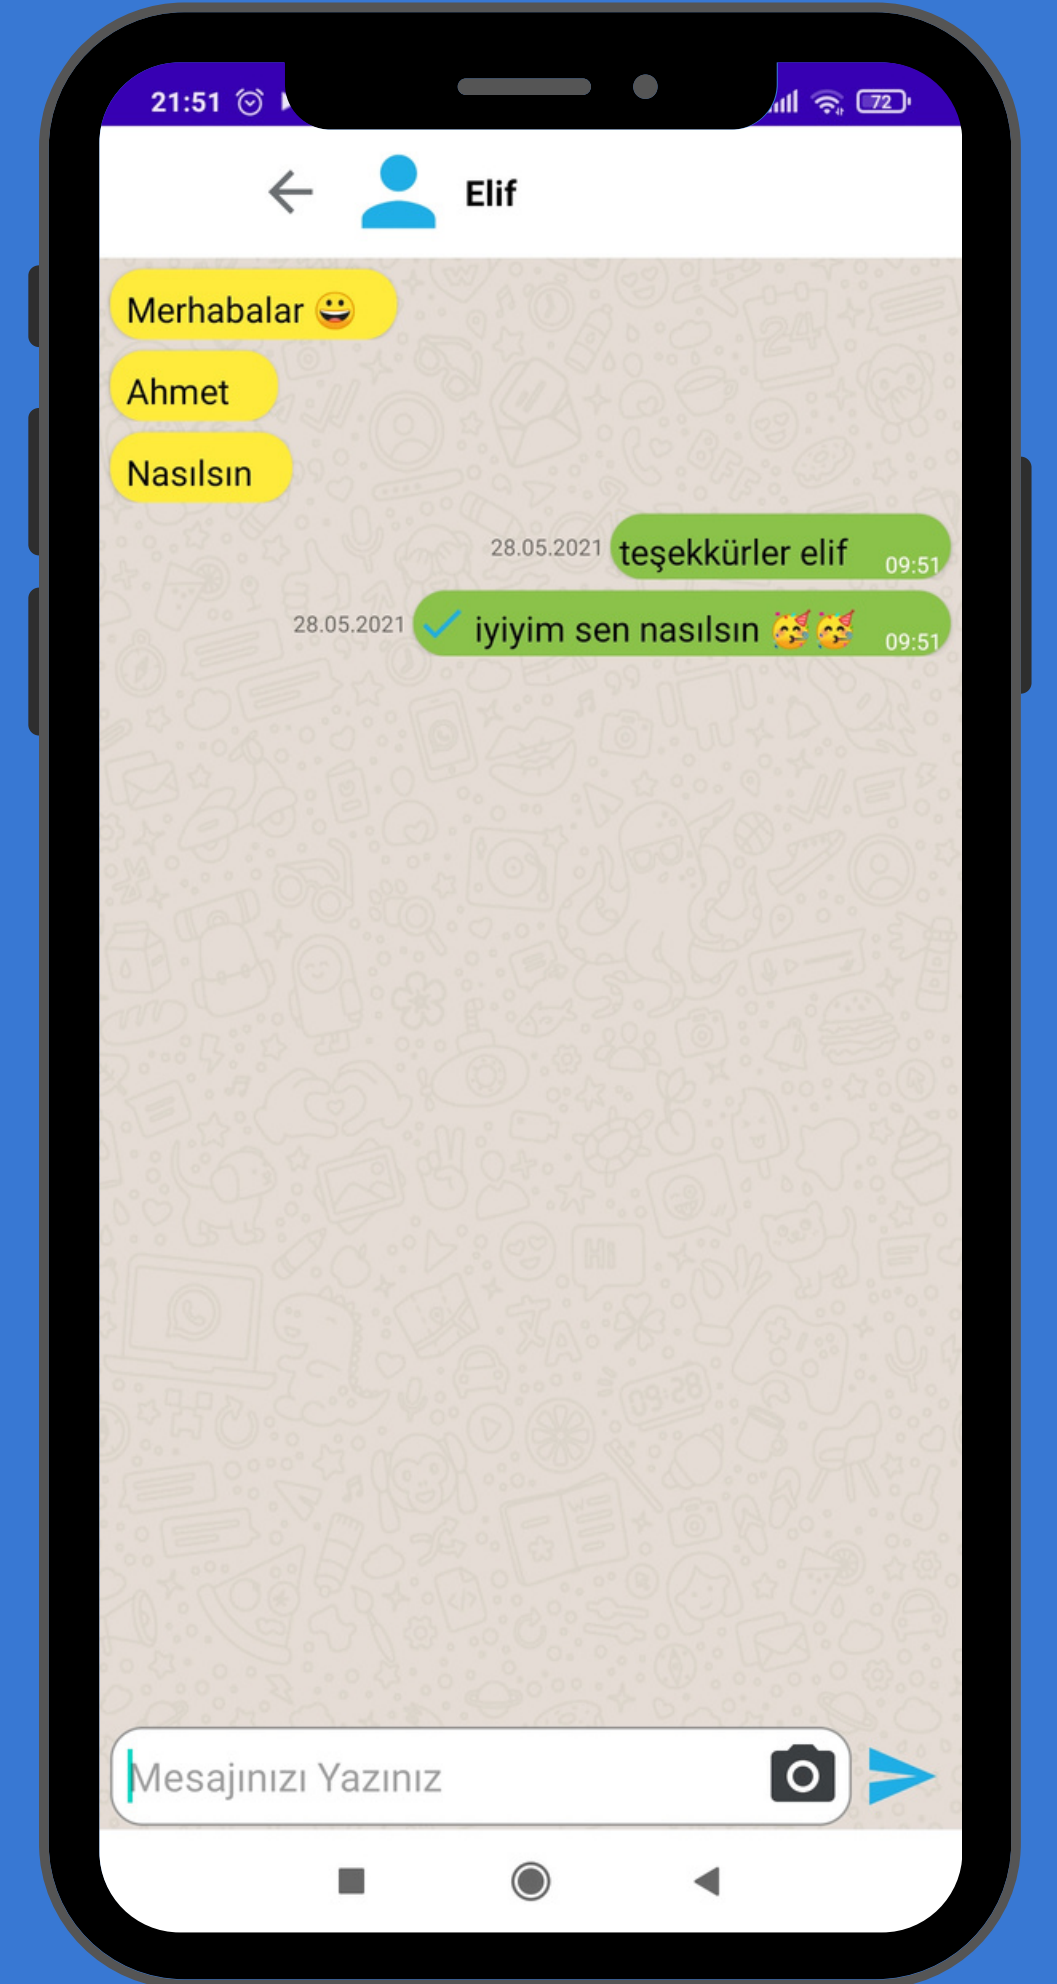 21:51
72
Elif
Merhabalar 😀
Ahmet
Nasılsın
28.05.2021 teşekkürler elif 09:51
28.05.2021 iyiyim sen nasılsın 🥳🥳 09:51
Mesajınızı Yazınız